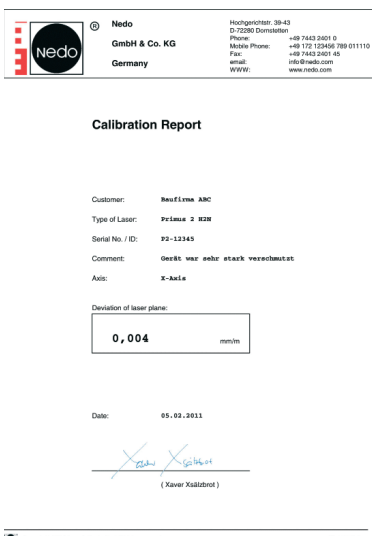 Nedo
®
Nedo
GmbH & Co. KG
Germany
Hochgerichtstr. 39-43
D-72280 Dornstetten
Phone: +49 7443 2401 0
Mobile Phone: +49 172 123456 789 011110
Fax: +49 7443 2401 45
email: info@nedo.com
WWW: www.nedo.com
Calibration Report
Customer: Baufirma ABC
Type of Laser: Primus 2 H2N
Serial No. / ID: P2-12345
Comment: Gerät war sehr stark verschmutzt
Axis: X-Axis
Deviation of laser plane:
0,004 mm/m
Date: 05.02.2011
Xaver Xsälzbrot
( Xaver Xsälzbrot )